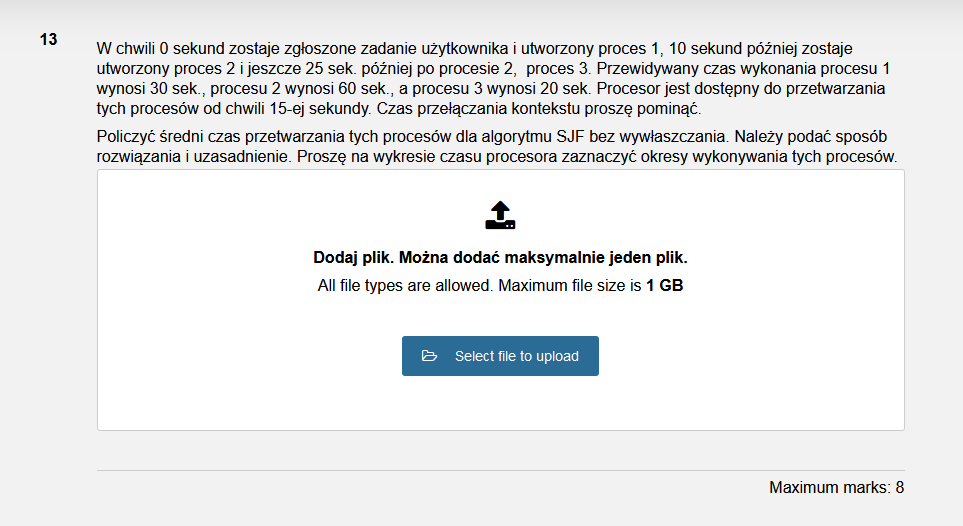 13
W chwili 0 sekund zostaje zgłoszone zadanie użytkownika i utworzony proces 1, 10 sekund później zostaje
utworzony proces 2 i jeszcze 25 sek. później po procesie 2, proces 3. Przewidywany czas wykonania procesu 1
wynosi 30 sek., procesu 2 wynosi 60 sek., a procesu 3 wynosi 20 sek. Procesor jest dostępny do przetwarzania
tych procesów od chwili 15-ej sekundy. Czas przełączania kontekstu proszę pominąć.
Policzyć średni czas przetwarzania tych procesów dla algorytmu SJF bez wywłaszczania. Należy podać sposób
rozwiązania i uzasadnienie. Proszę na wykresie czasu procesora zaznaczyć okresy wykonywania tych procesów.
Dodaj plik. Można dodać maksymalnie jeden plik.
All file types are allowed. Maximum file size is 1 GB
Select file to upload
Maximum marks: 8